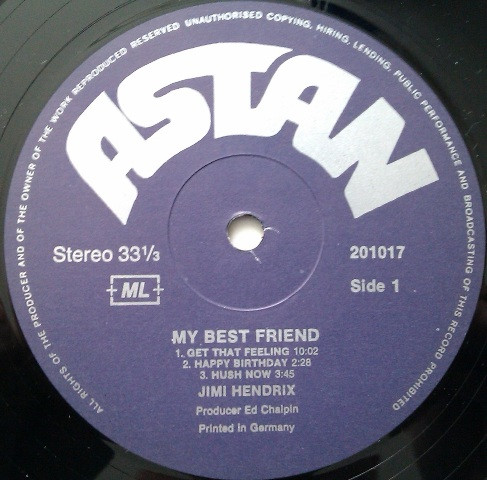 ALL RIGHTS OF THE PRODUCER AND OF THE OWNER OF THE WORK REPRODUCED RESERVED UNAUTHORISED COPYING, HIRING, LENDING, PUBLIC PERFORMANCE AND BROADCASTING OF THIS RECORD PROHIBITED
ASTAN
Stereo 33 1/3
201017
ML
Side 1
MY BEST FRIEND
1. GET THAT FEELING 10:02
2. HAPPY BIRTHDAY 2:28
3. HUSH NOW 3:45
JIMI HENDRIX
Producer Ed Chalpin
Printed in Germany